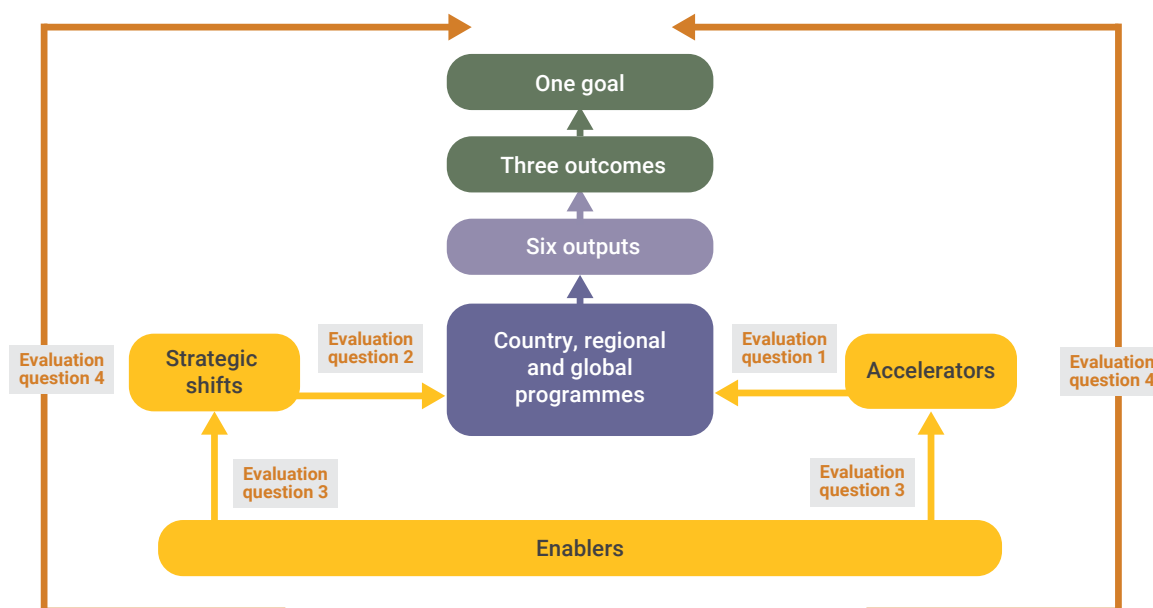 One goal
Three outcomes
Six outputs
Evaluation
question 4
Strategic
shifts
Evaluation
question 2
Country, regional
and global
programmes
Evaluation
question 1
Accelerators
Evaluation
question 4
Evaluation
question 3
Evaluation
question 3
Enablers